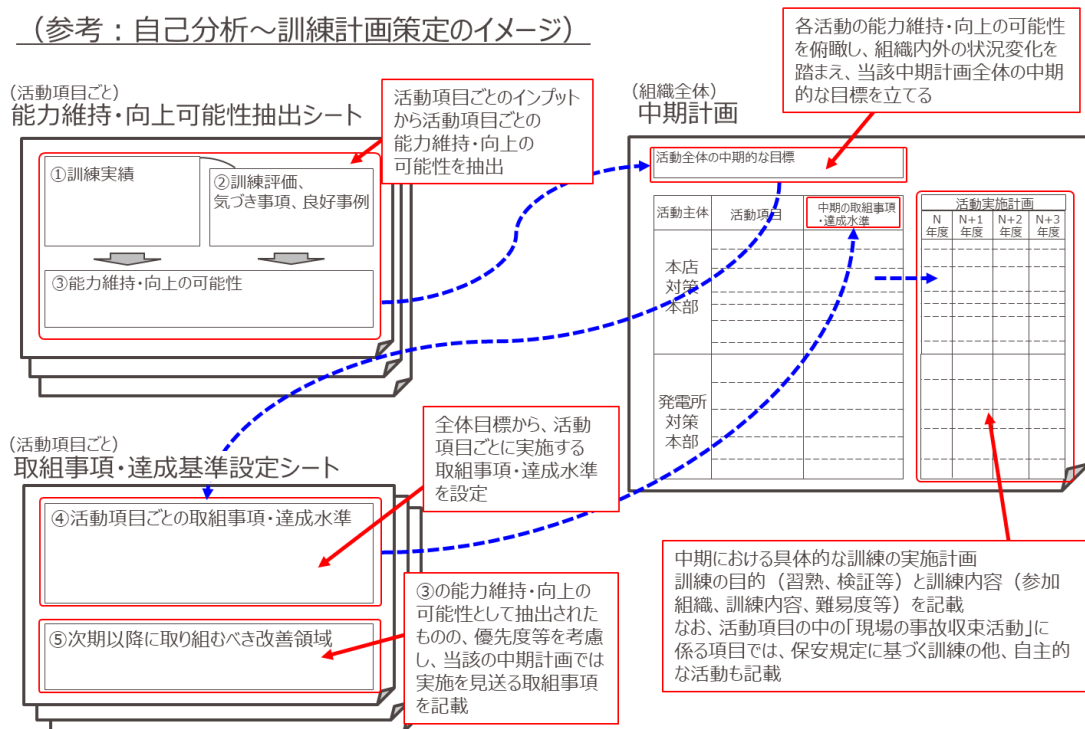 （参考：自己分析～訓練計画策定のイメージ）
（活動項目ごと）
能力維持・向上可能性抽出シート
①訓練実績
②訓練評価、
気づき事項、良好事例
③能力維持・向上の可能性
活動項目ごとのインプット
から活動項目ごとの
能力維持・向上の
可能性を抽出
各活動の能力維持・向上の可能性
を俯瞰し、組織内外の状況変化を
踏まえ、当該中期計画全体の中期
的な目標を立てる
（組織全体）
中期計画
活動全体の中期的な目標
活動主体
活動項目
中期の取組事項
・達成水準
活動実施計画
N
年度
N+1
年度
N+2
年度
N+3
年度
本店
対策
本部
発電所
対策
本部
（活動項目ごと）
取組事項・達成基準設定シート
④活動項目ごとの取組事項・達成水準
⑤次期以降に取り組むべき改善領域
全体目標から、活動
項目ごとに実施する
取組事項・達成水準
を設定
③の能力維持・向上の
可能性として抽出された
ものの、優先度等を考慮
し、当該の中期計画では
実施を見送る取組事項
を記載
中期における具体的な訓練の実施計画
訓練の目的（習熟、検証等）と訓練内容（参加
組織、訓練内容、難易度等）を記載
なお、活動項目の中の「現場の事故収束活動」に
係る項目では、保安規定に基づく訓練の他、自主的
な活動も記載